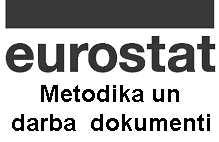 eurostat
Metodika un
darba dokumenti